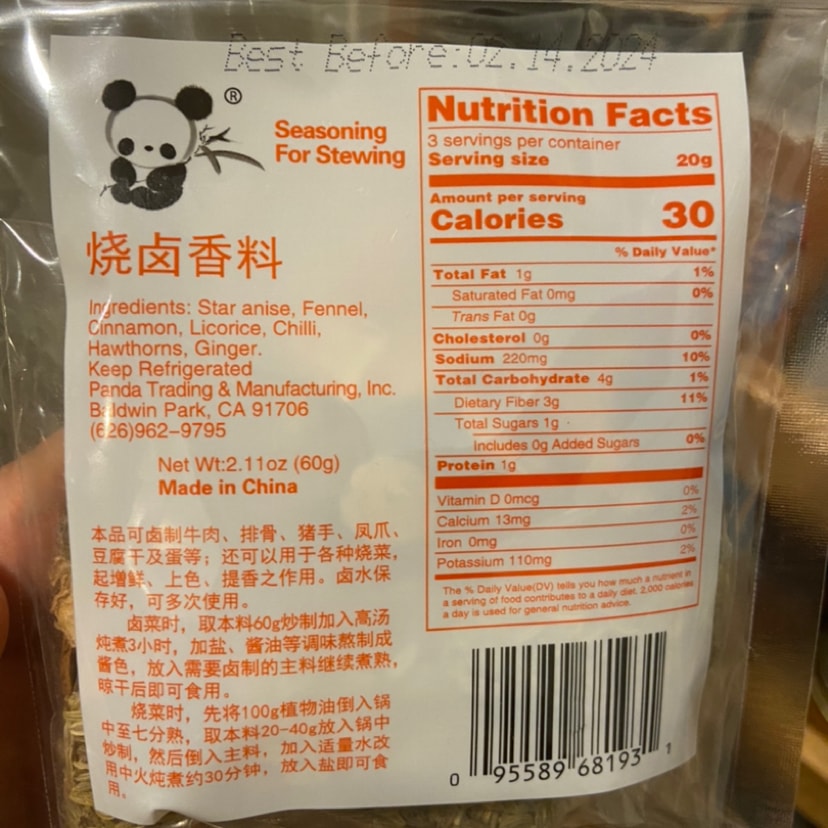 Best Before:02.14.2024
®
Seasoning
For Stewing
烧卤香料
Ingredients: Star anise, Fennel,
Cinnamon, Licorice, Chilli,
Hawthorns, Ginger.
Keep Refrigerated
Panda Trading & Manufacturing, Inc.
Baldwin Park, CA 91706
(626)962-9795
Net Wt:2.11oz (60g)
Made in China
本品可卤制牛肉、排骨、猪手、凤爪、
豆腐干及蛋等；还可以用于各种烧菜，
起增鲜、上色、提香之作用。卤水保
存好，可多次使用。
卤菜时，取本料60g炒制加入高汤
炖煮3小时，加盐、酱油等调味熬制成
酱色，放入需要卤制的主料继续煮熟，
晾干后即可食用。
烧菜时，先将100g植物油倒入锅
中至七分熟，取本料20-40g放入锅中
炒制，然后倒入主料，加入适量水改
用中火炖煮约30分钟，放入盐即可食
用。
Nutrition Facts
3 servings per container
Serving size 20g
Amount per serving
Calories 30
% Daily Value*
Total Fat 1g 1%
Saturated Fat 0mg 0%
Trans Fat 0g
Cholesterol 0g 0%
Sodium 220mg 10%
Total Carbohydrate 4g 1%
Dietary Fiber 3g 11%
Total Sugars 1g
Includes 0g Added Sugars 0%
Protein 1g
Vitamin D 0mcg 0%
Calcium 13mg 2%
Iron 0mg 0%
Potassium 110mg 2%
The % Daily Value(DV) tells you how much a nutrient in
a serving of food contributes to a daily diet. 2,000 calories
a day is used for general nutrition advice.
0 95589 68193 1